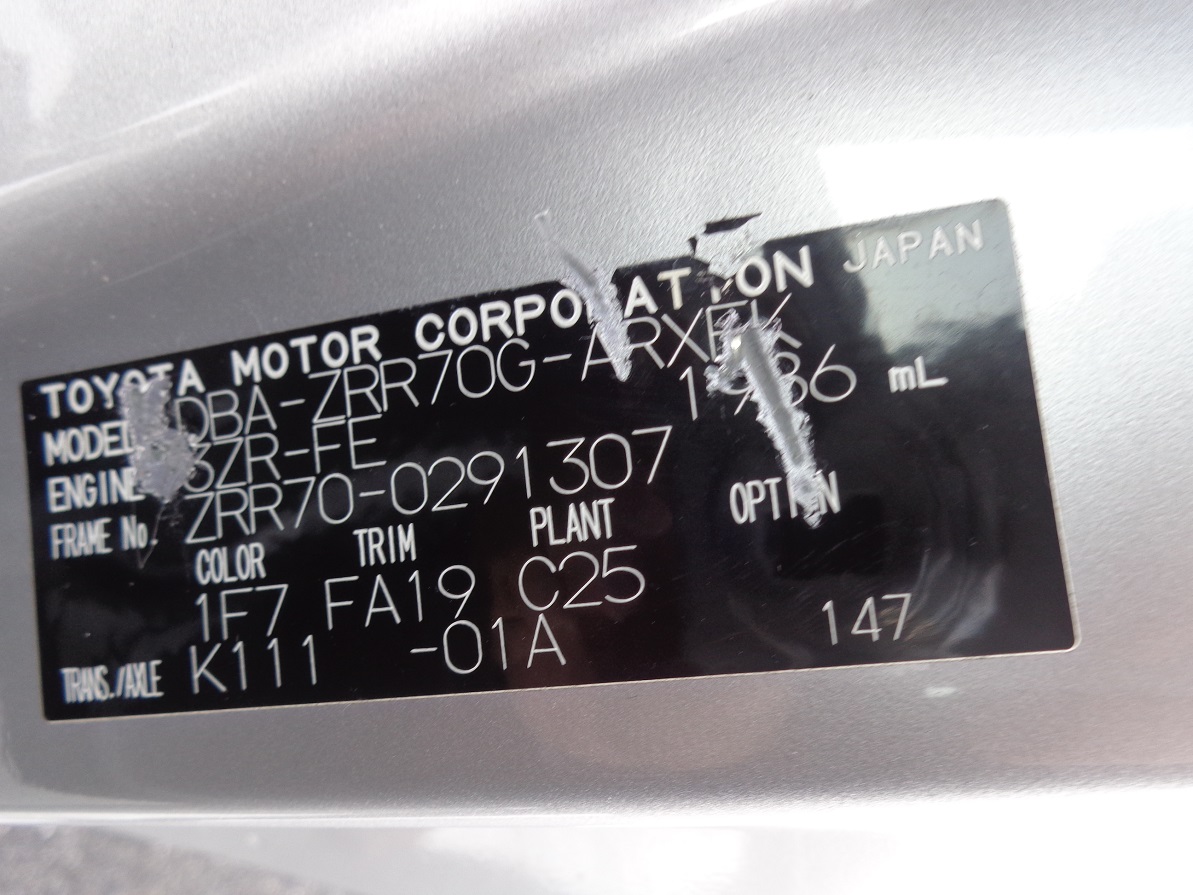 TOYOTA MOTOR CORPORATION JAPAN
MODEL DBA-ZRR70G-ARXEK
ENGINE 3ZR-FE 1986 mL
FRAME No. ZRR70-0291307
COLOR TRIM PLANT OPTION
1F7 FA19 C25
TRANS./AXLE K111 -01A 147